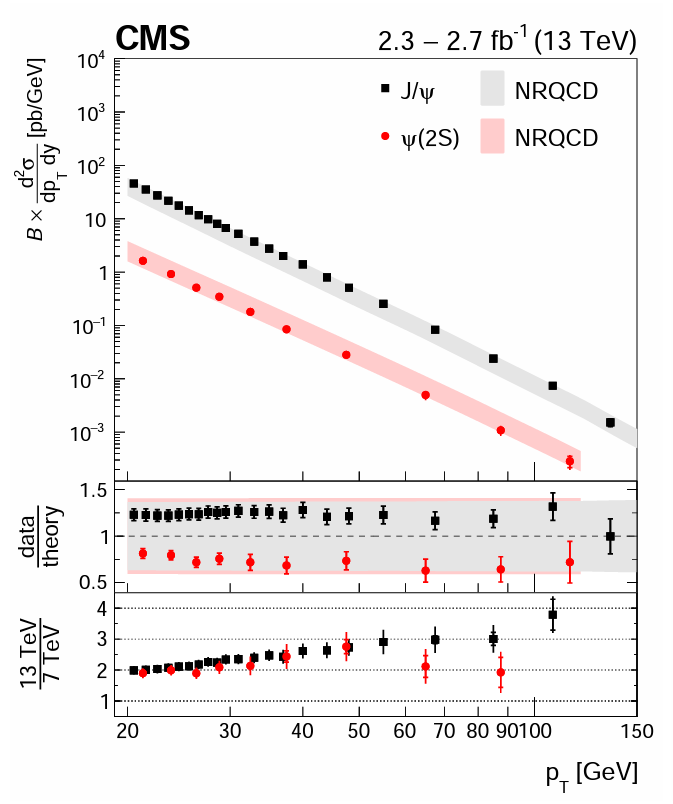 CMS 2.3 – 2.7 fb⁻¹ (13 TeV)
B × d²σ / dp_T dy [pb/GeV]
10⁴
10³
10²
10
1
10⁻¹
10⁻²
10⁻³
J/ψ NRQCD
ψ(2S) NRQCD
data / theory
1.5
1
0.5
13 TeV / 7 TeV
4
3
2
1
20 30 40 50 60 70 80 90 100 150
p_T [GeV]